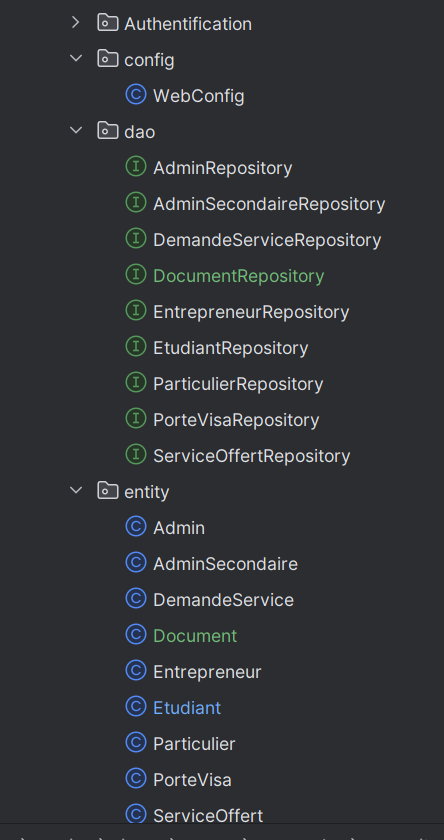 Authentification
config
WebConfig
dao
AdminRepository
AdminSecondaireRepository
DemandeServiceRepository
DocumentRepository
EntrepreneurRepository
EtudiantRepository
ParticulierRepository
PorteVisaRepository
ServiceOffertRepository
entity
Admin
AdminSecondaire
DemandeService
Document
Entrepreneur
Etudiant
Particulier
PorteVisa
ServiceOffert